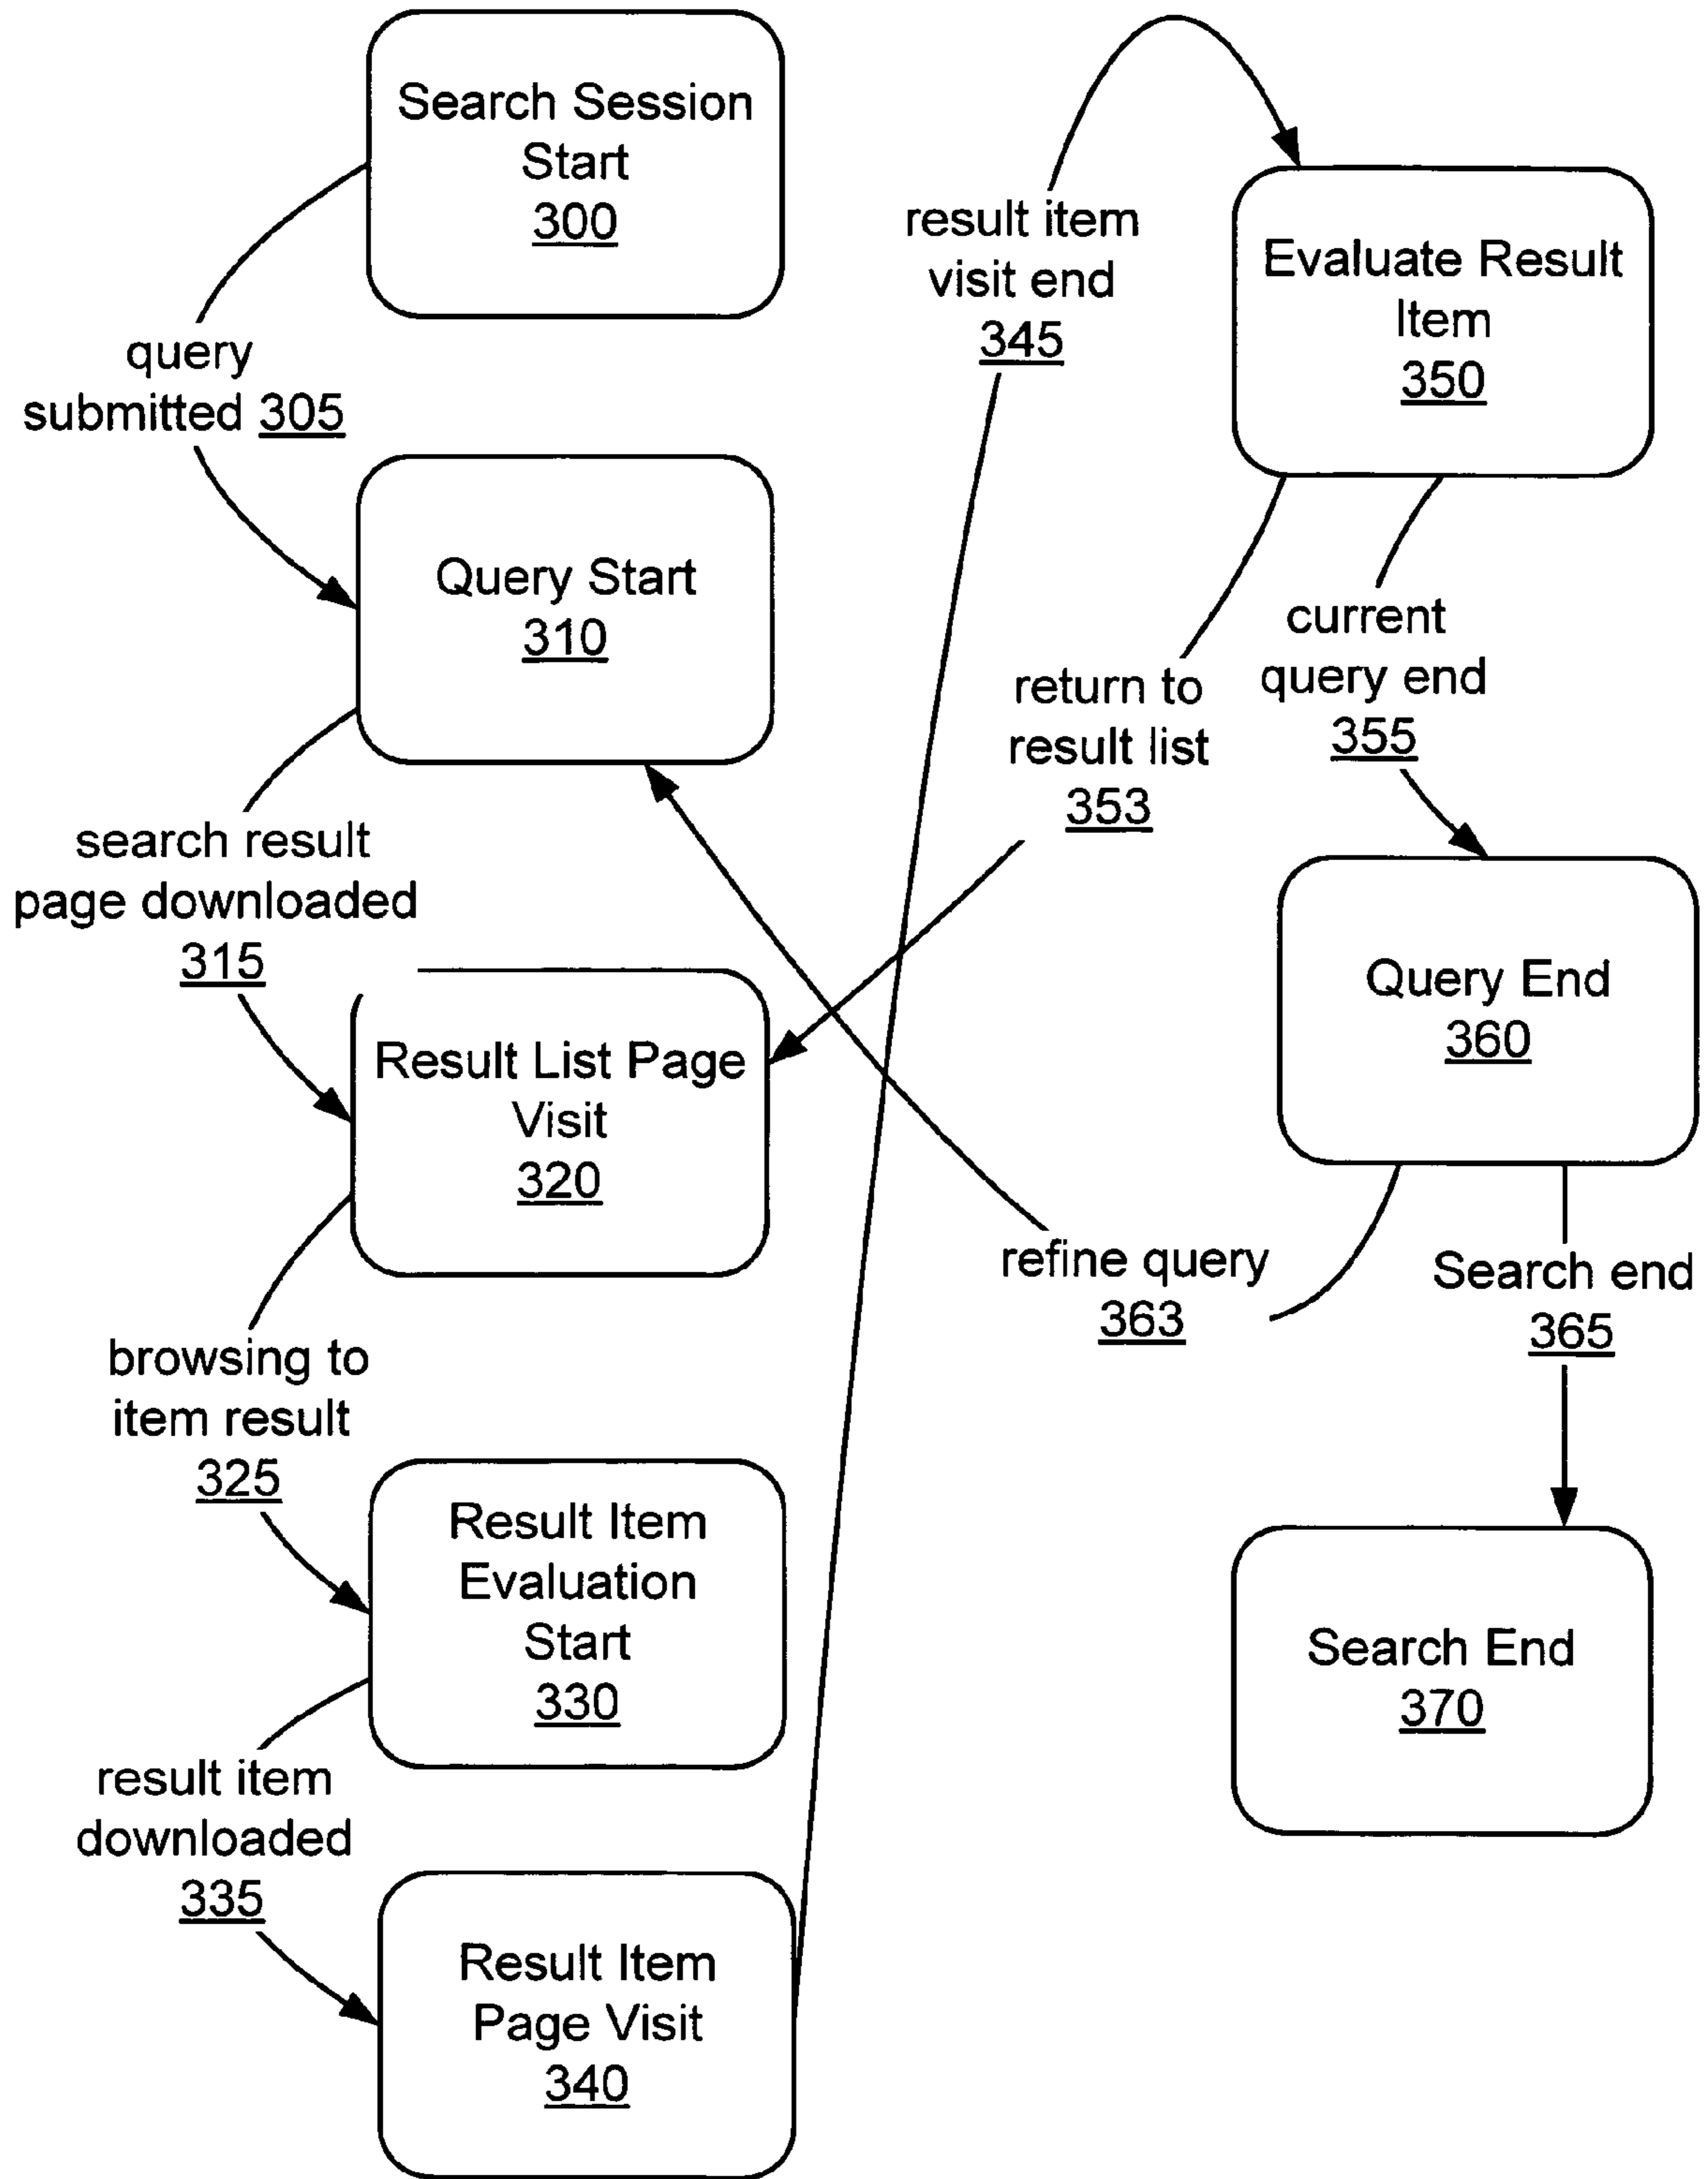 Search Session
Start
300
query
submitted 305
Query Start
310
search result
page downloaded
315
Result List Page
Visit
320
browsing to
item result
325
Result Item
Evaluation
Start
330
result item
downloaded
335
Result Item
Page Visit
340
result item
visit end
345
Evaluate Result
Item
350
return to
result list
353
current
query end
355
Query End
360
refine query
363
Search end
365
Search End
370